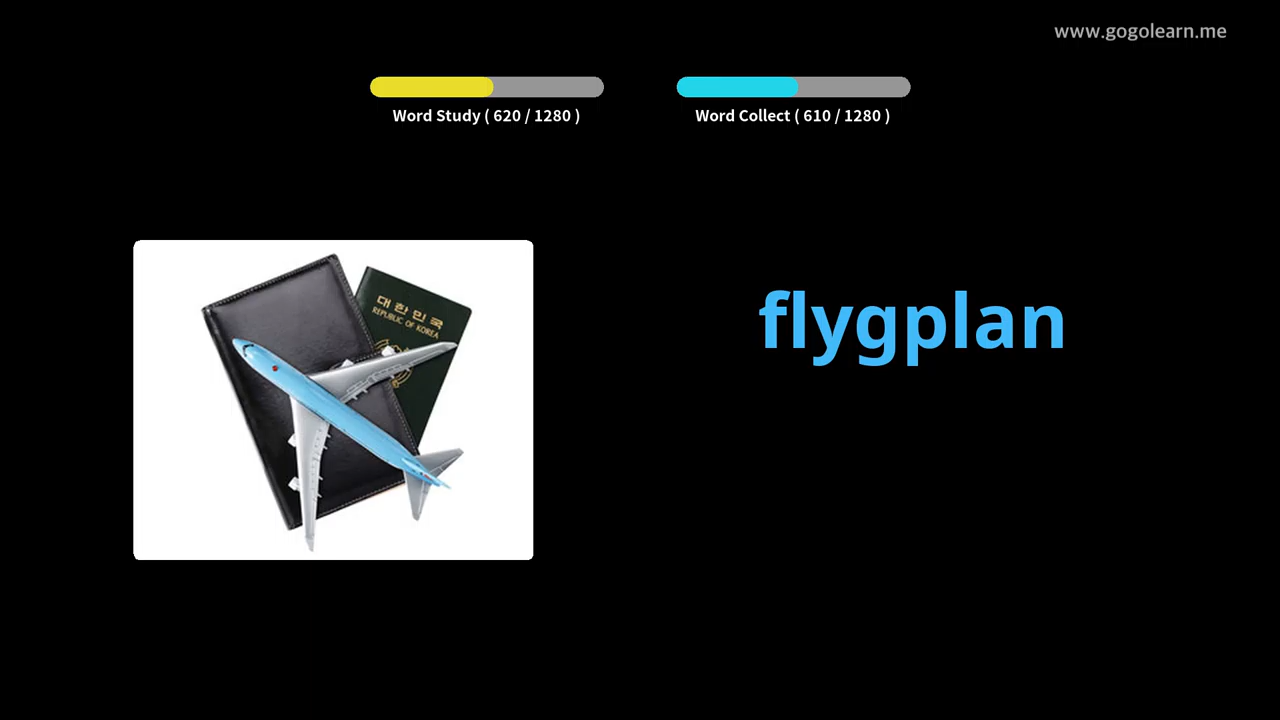 www.gogolearn.me
Word Study ( 620 / 1280 )
Word Collect ( 610 / 1280 )
대한민국
REPUBLIC OF KOREA
flygplan